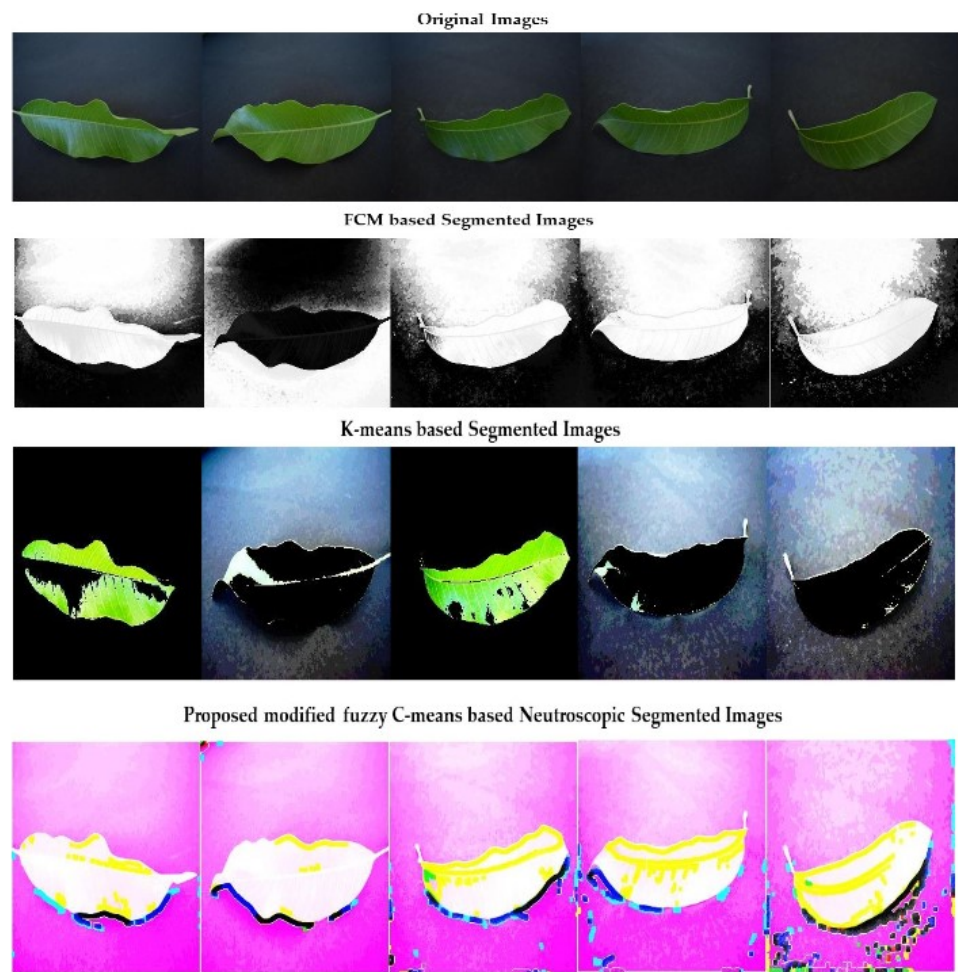 Original Images
FCM based Segmented Images
K-means based Segmented Images
Proposed modified fuzzy C-means based Neutroscopic Segmented Images